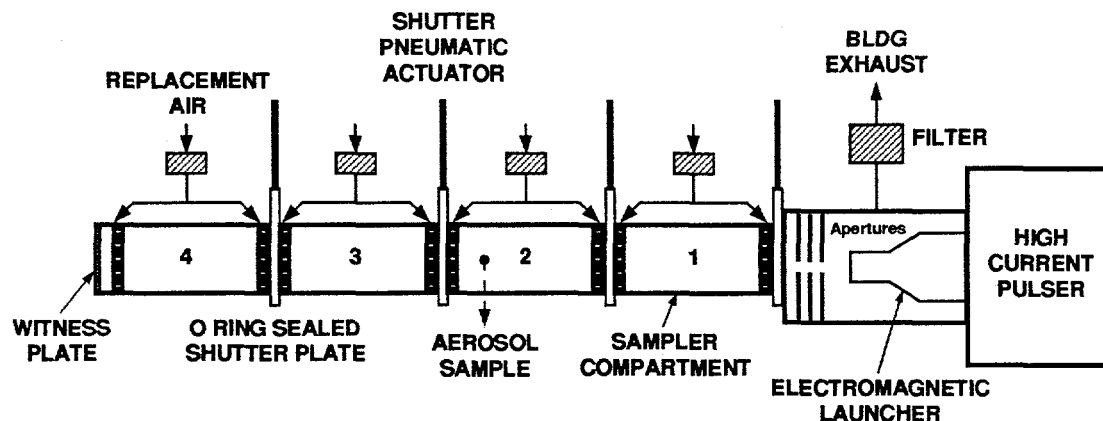 SHUTTER
PNEUMATIC
ACTUATOR
BLDG
EXHAUST
REPLACEMENT
AIR
FILTER
Apertures
4
3
2
1
HIGH
CURRENT
PULSER
WITNESS
PLATE
O RING SEALED
SHUTTER PLATE
AEROSOL
SAMPLE
SAMPLER
COMPARTMENT
ELECTROMAGNETIC
LAUNCHER